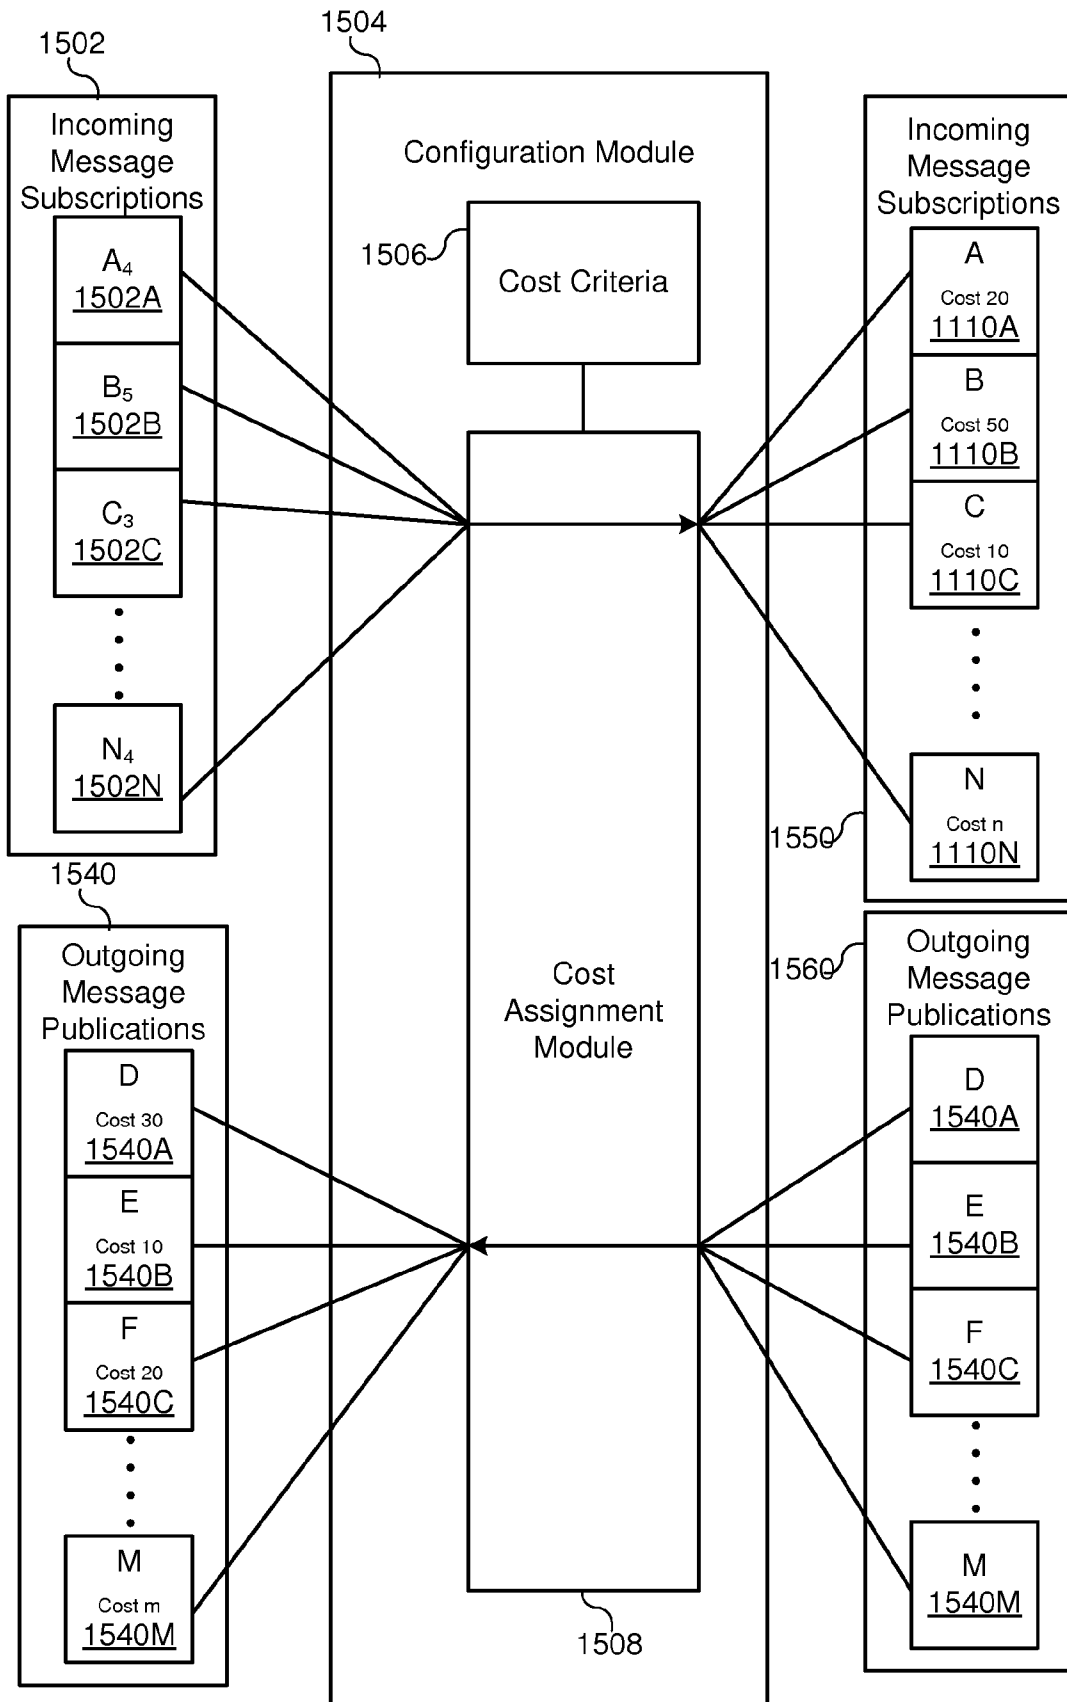 1502
Incoming
Message
Subscriptions
A4
1502A
B5
1502B
C3
1502C
N4
1502N
1504
Configuration Module
1506
Cost Criteria
Cost
Assignment
Module
1508
Incoming
Message
Subscriptions
A
Cost 20
1110A
B
Cost 50
1110B
C
Cost 10
1110C
N
Cost n
1110N
1550
1540
Outgoing
Message
Publications
D
Cost 30
1540A
E
Cost 10
1540B
F
Cost 20
1540C
M
Cost m
1540M
1560
Outgoing
Message
Publications
D
1540A
E
1540B
F
1540C
M
1540M